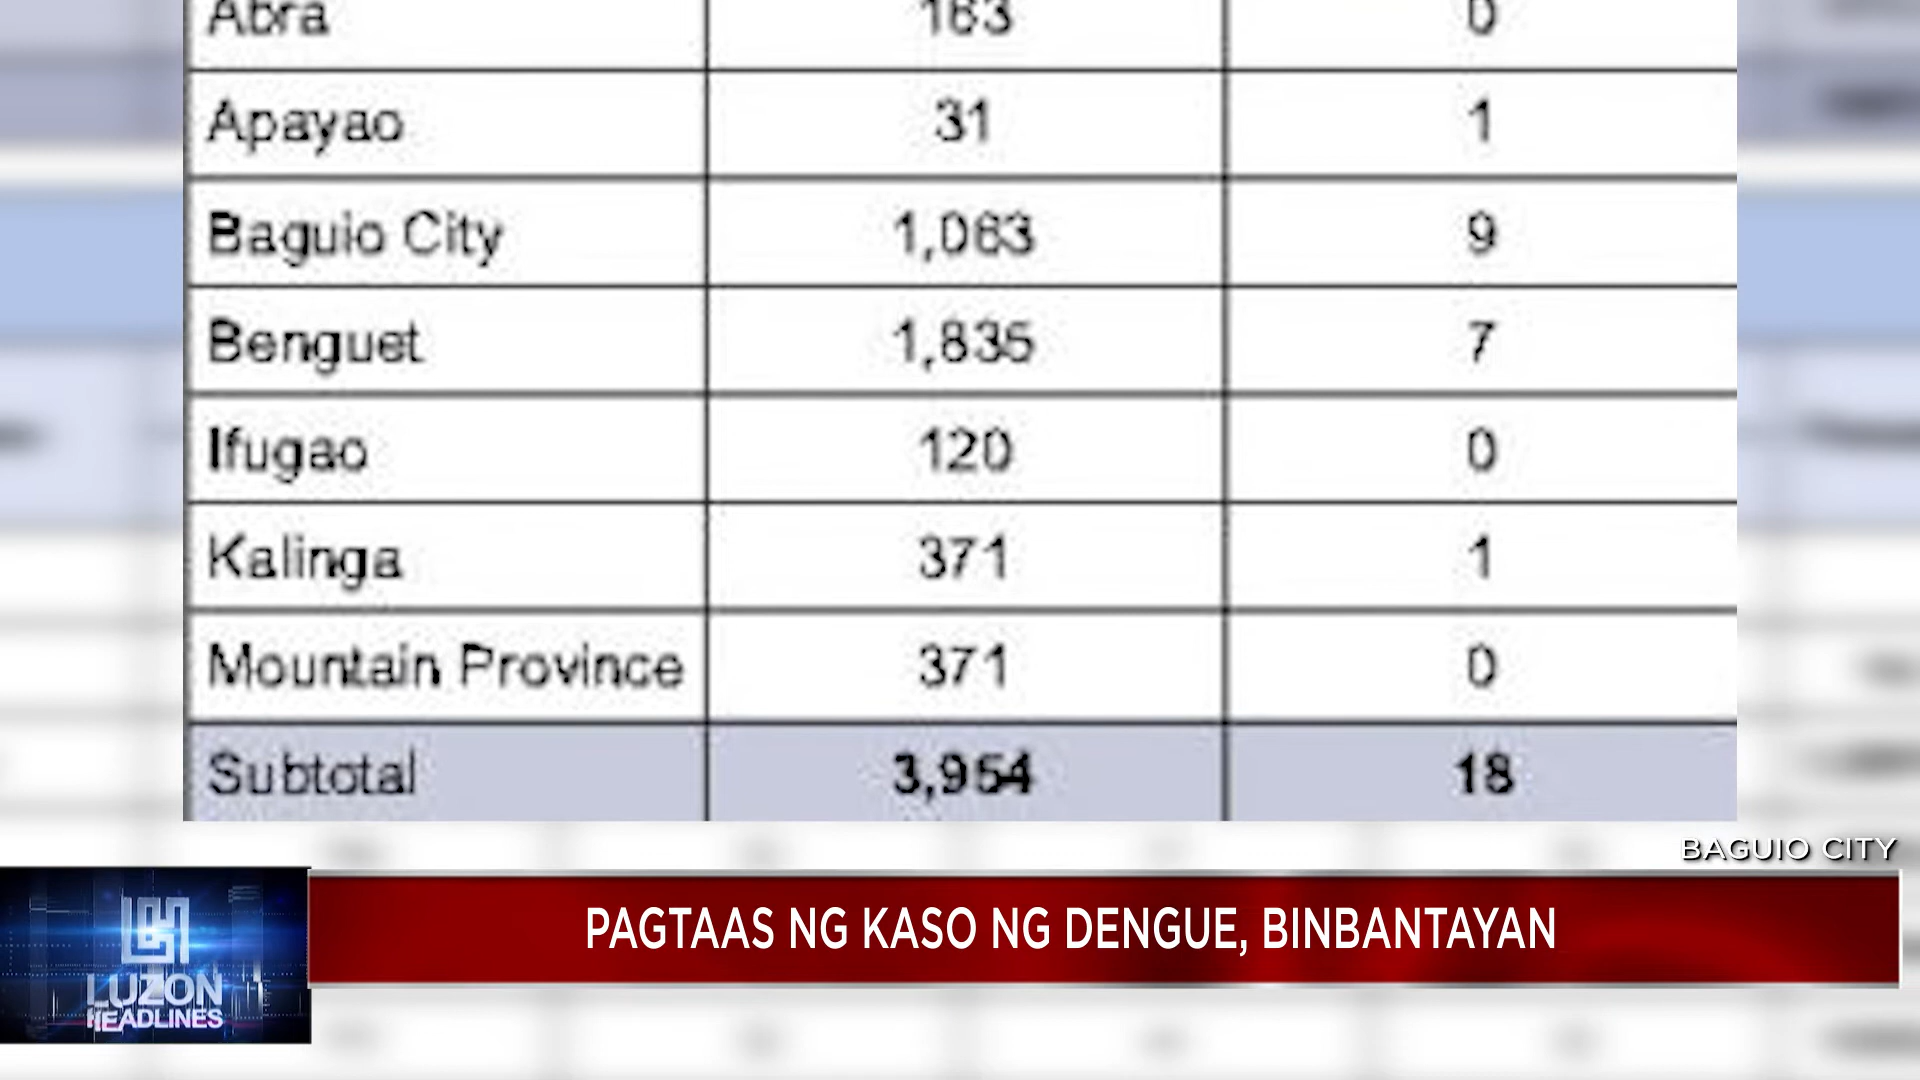 Abra 163 0
Apayao 31 1
Baguio City 1,063 9
Benguet 1,835 7
Ifugao 120 0
Kalinga 371 1
Mountain Province 371 0
Subtotal 3,954 18
BAGUIO CITY
PAGTAAS NG KASO NG DENGUE, BINBANTAYAN
LUZON
HEADLINES